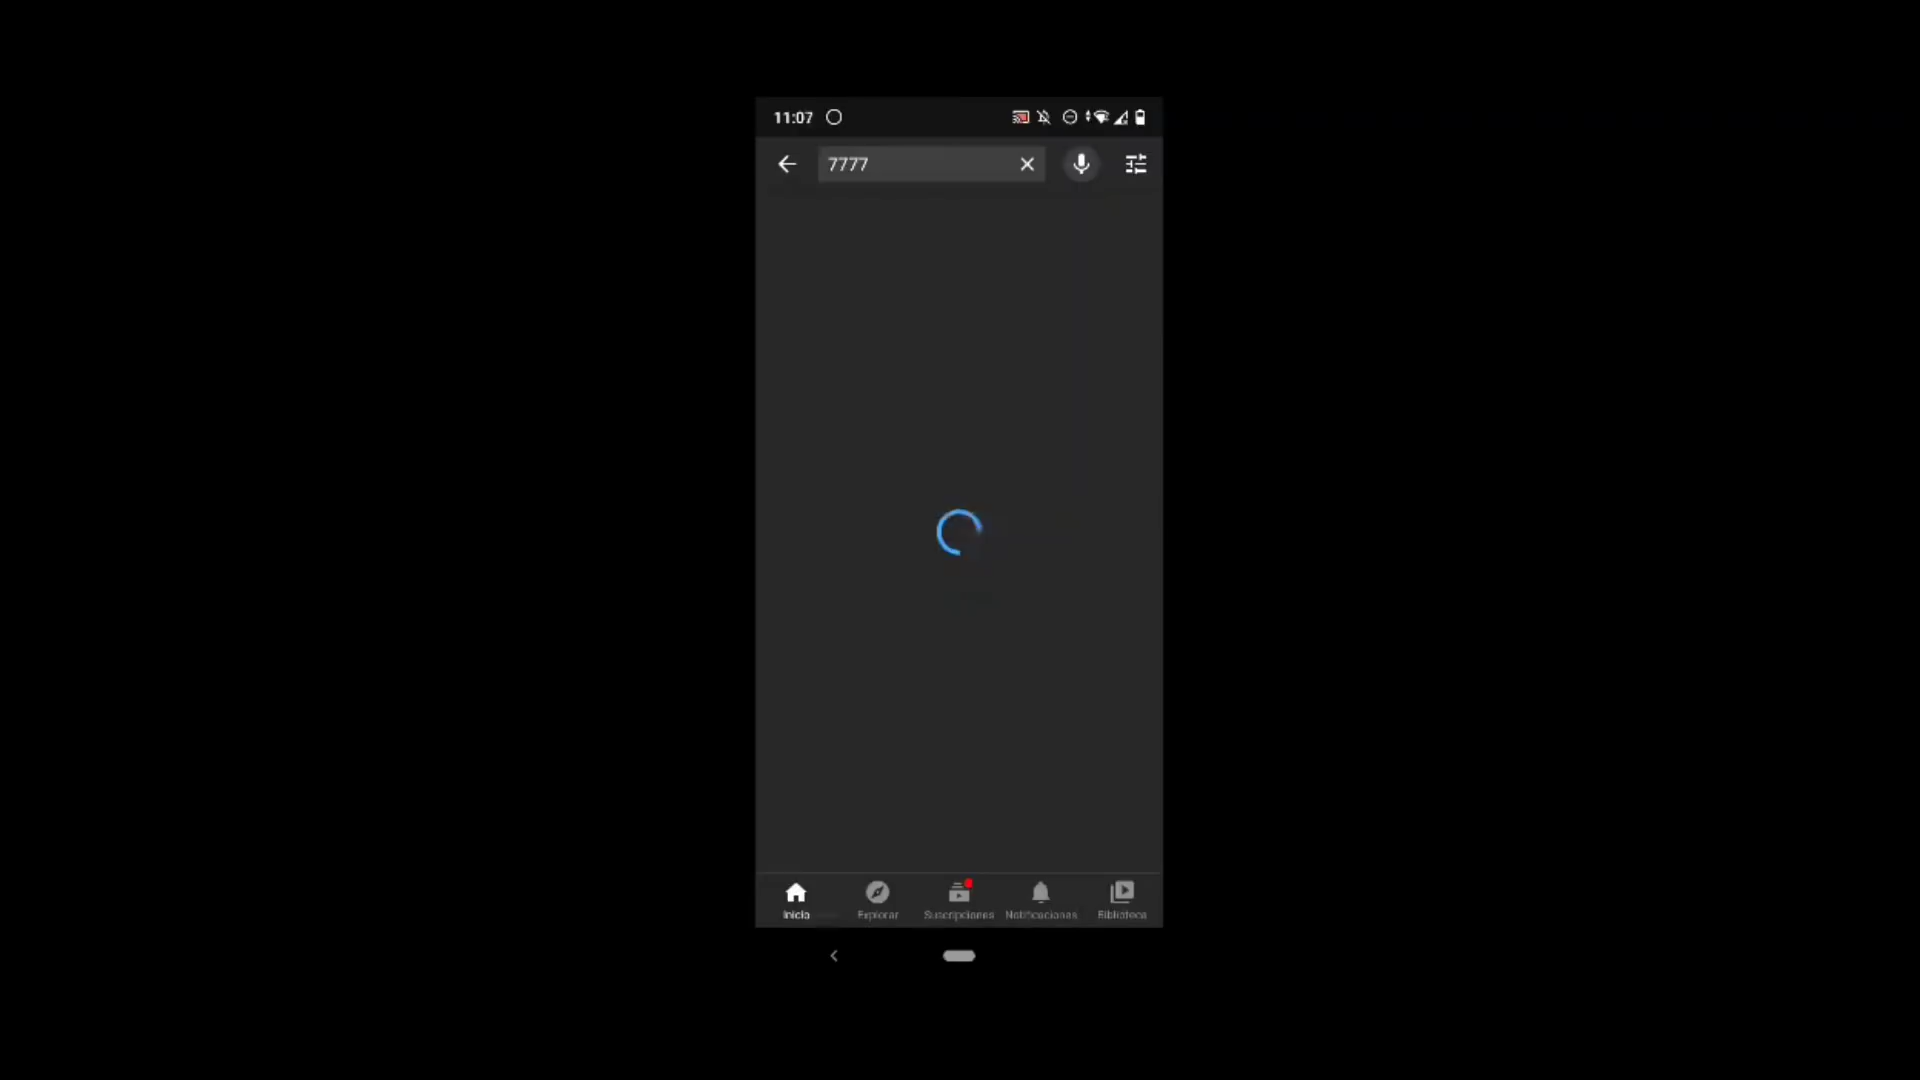 11:07
7777
Inicio
Explorar
Suscripciones
Notificaciones
Biblioteca